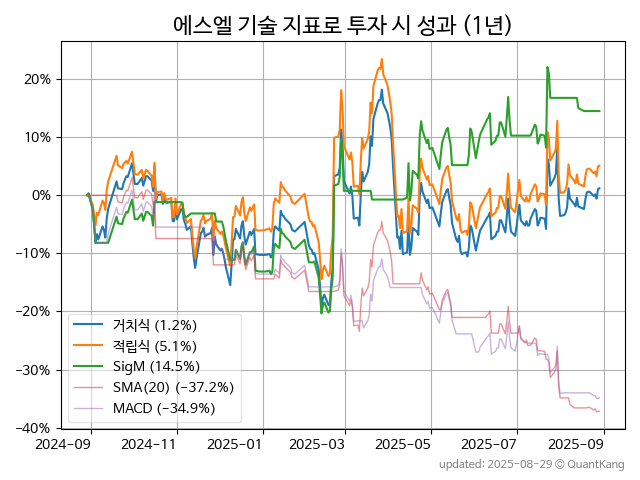 에스엘 기술 지표로 투자 시 성과 (1년)
20%
10%
0%
−10%
−20%
−30%
−40%
거치식 (1.2%)
적립식 (5.1%)
SigM (14.5%)
SMA(20) (−37.2%)
MACD (−34.9%)
2024-09 2024-11 2025-01 2025-03 2025-05 2025-07 2025-09
updated: 2025-08-29 © QuantKang